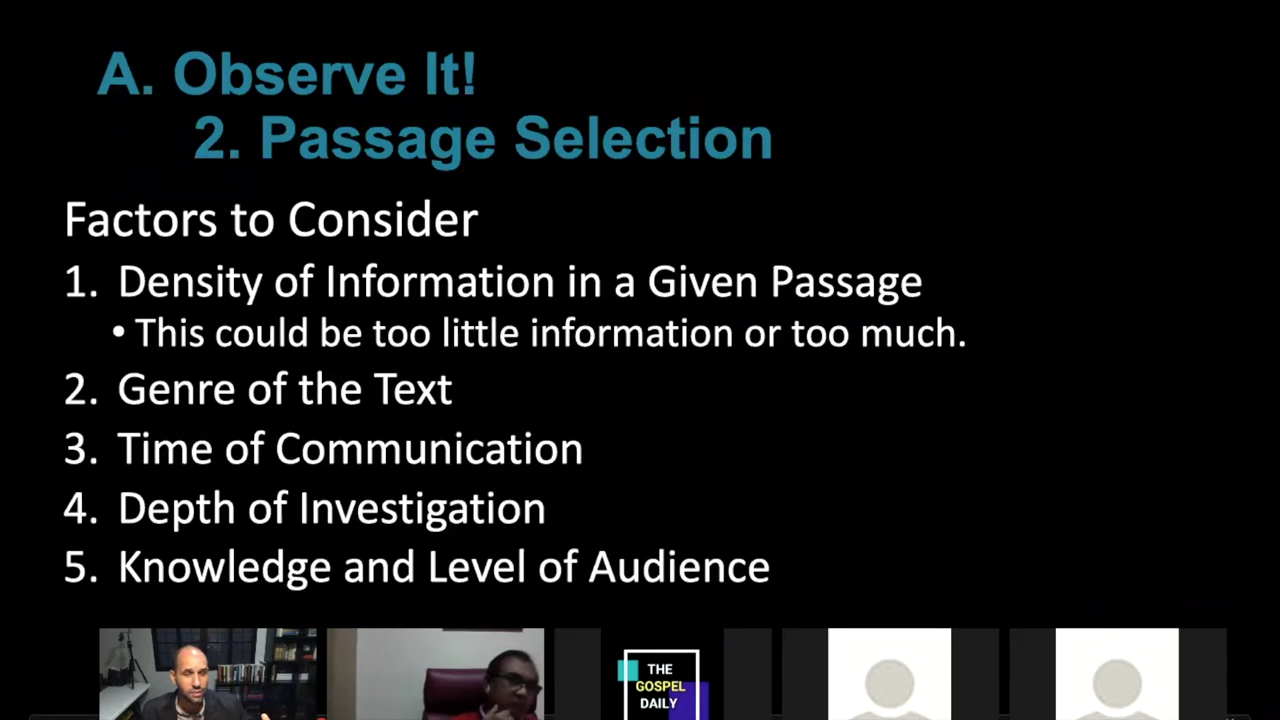 A. Observe It!
2. Passage Selection
Factors to Consider
1. Density of Information in a Given Passage
• This could be too little information or too much.
2. Genre of the Text
3. Time of Communication
4. Depth of Investigation
5. Knowledge and Level of Audience
THE
GOSPEL
DAILY